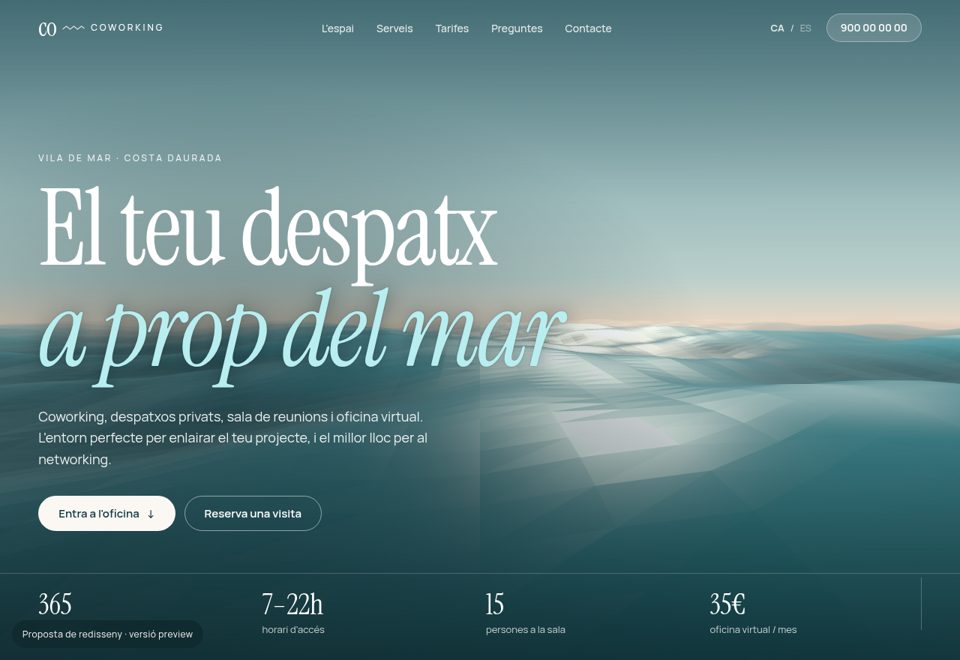 CO COWORKING
L'espai Serveis Tarifes Preguntes Contacte
CA / ES
900 00 00 00
VILA DE MAR · COSTA DAURADA
El teu despatx
a prop del mar
Coworking, despatxos privats, sala de reunions i oficina virtual.
L'entorn perfecte per enlairar el teu projecte, i el millor lloc per al
networking.
Entra a l'oficina ↓
Reserva una visita
365
7–22h
horari d'accés
15
persones a la sala
35€
oficina virtual / mes
Proposta de redisseny · versió preview